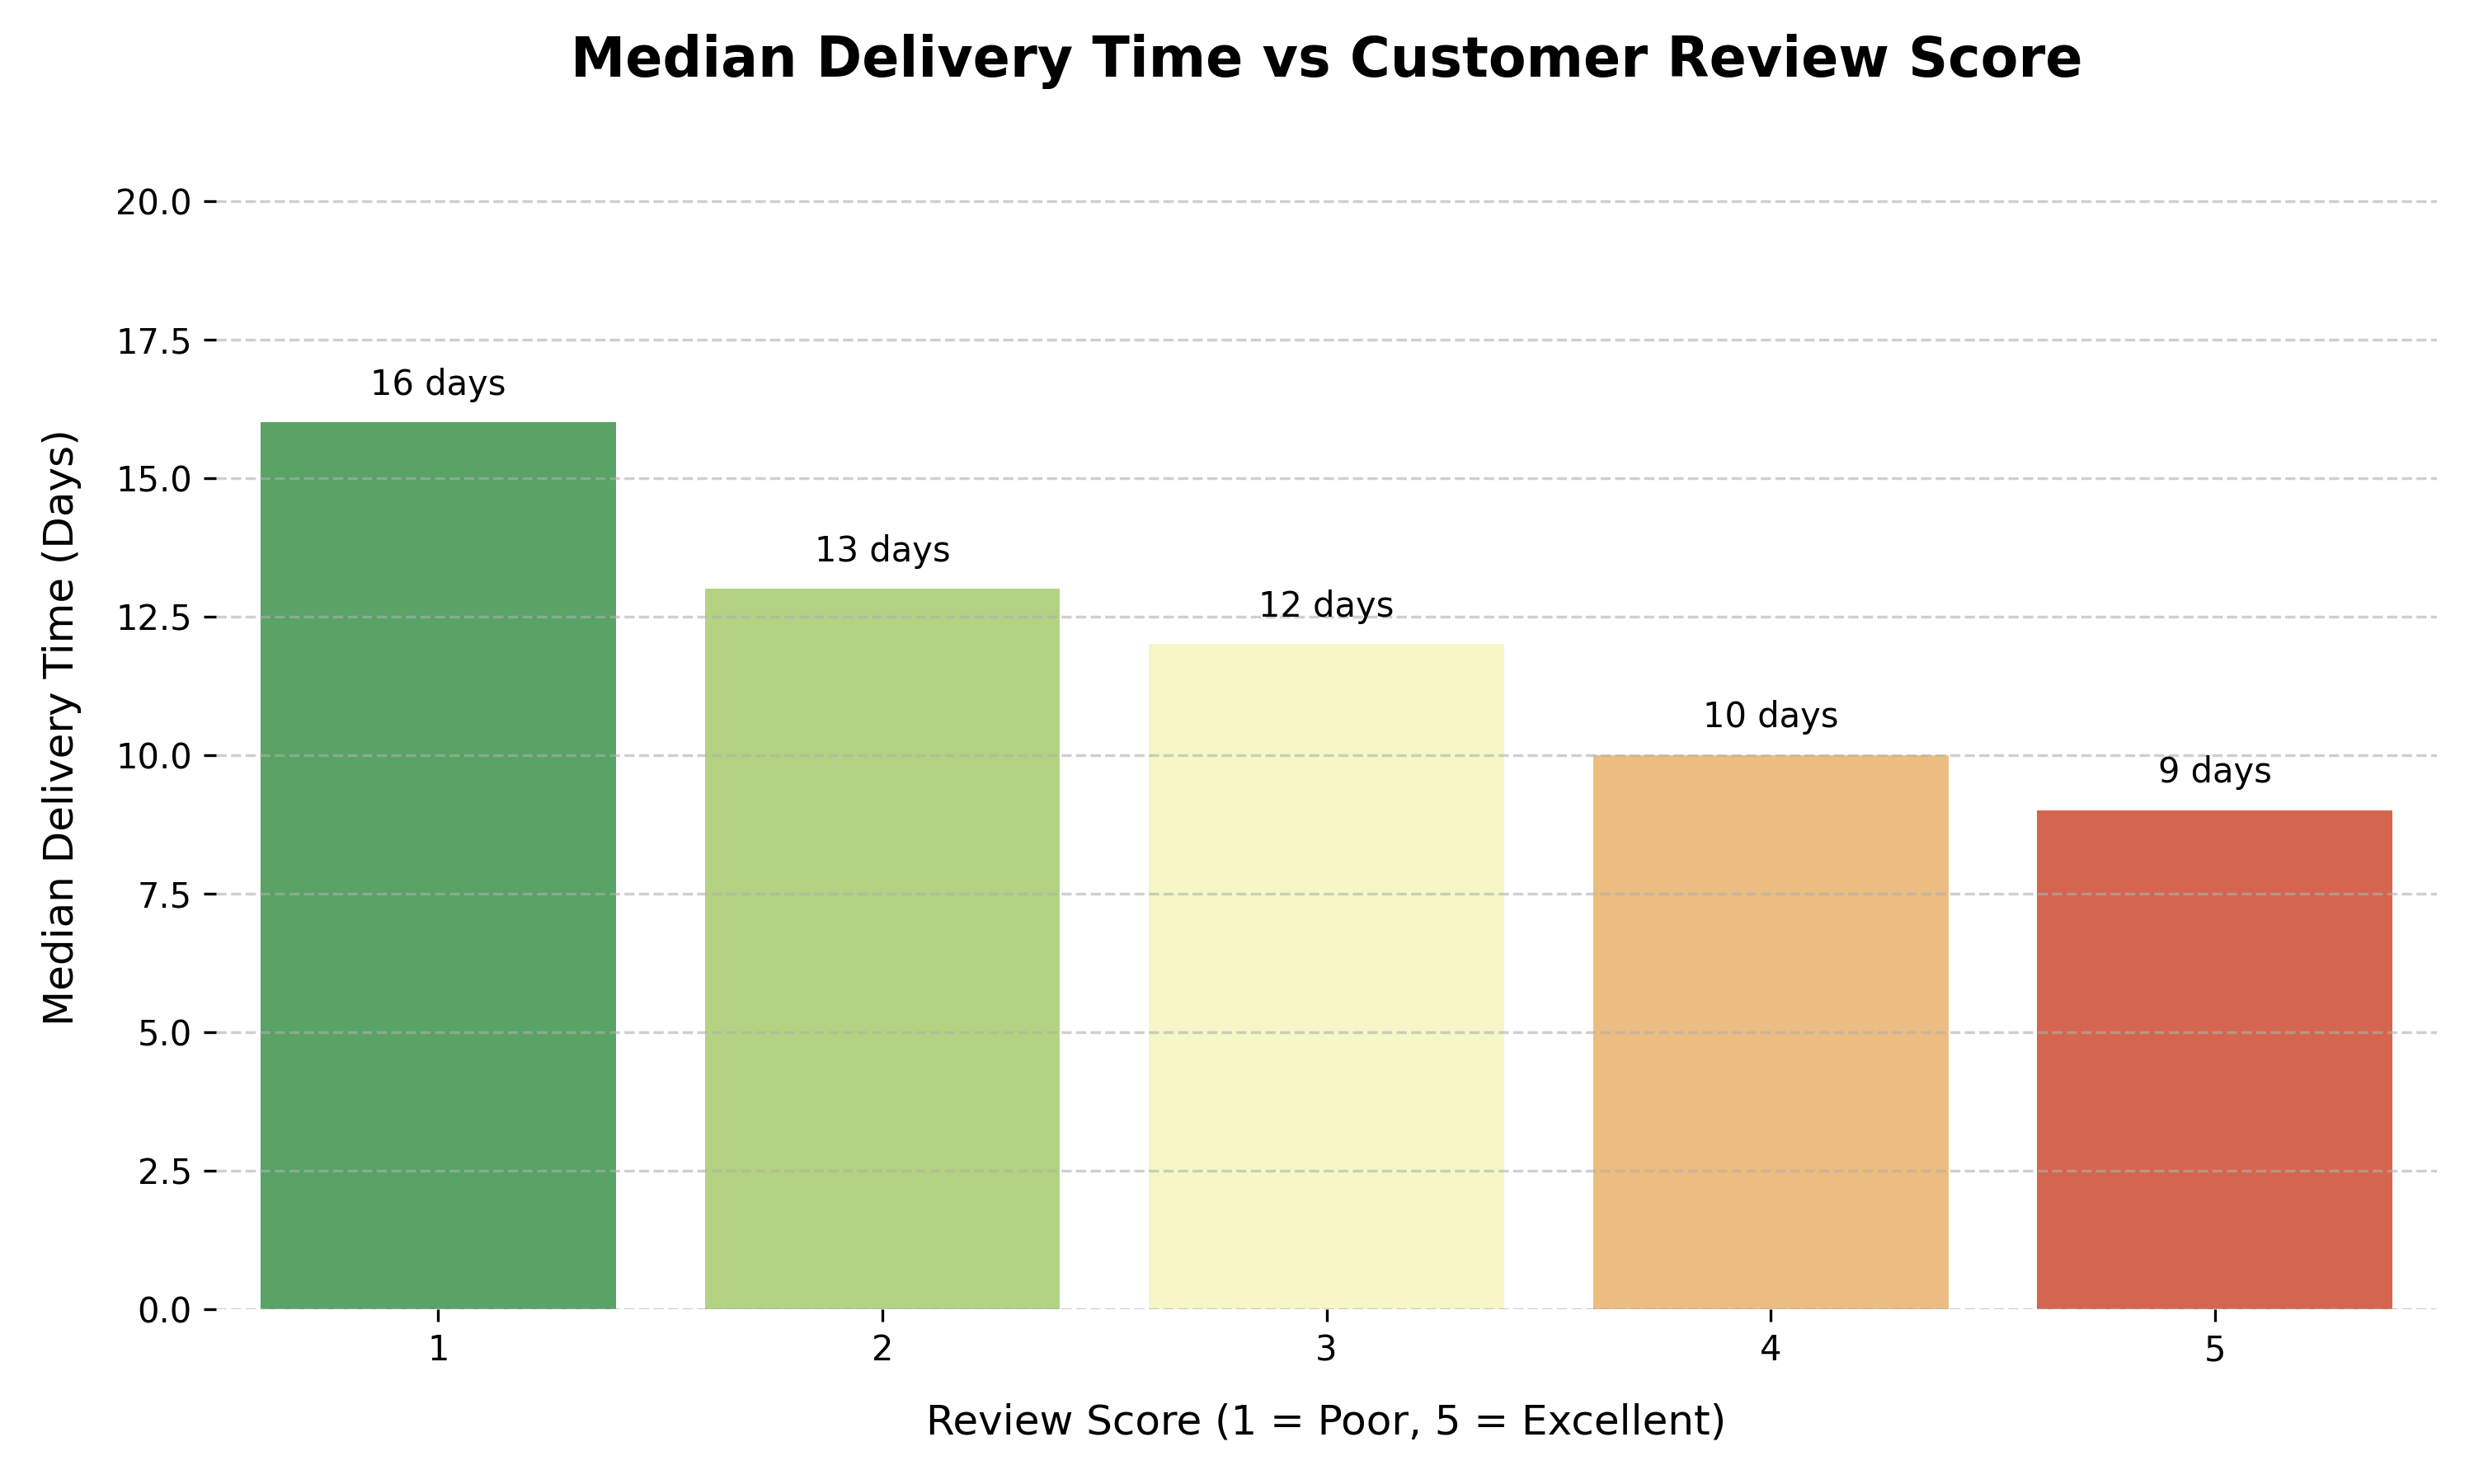 Median Delivery Time vs Customer Review Score
Median Delivery Time (Days)
20.0
17.5
15.0
12.5
10.0
7.5
5.0
2.5
0.0
16 days
13 days
12 days
10 days
9 days
1 2 3 4 5
Review Score (1 = Poor, 5 = Excellent)